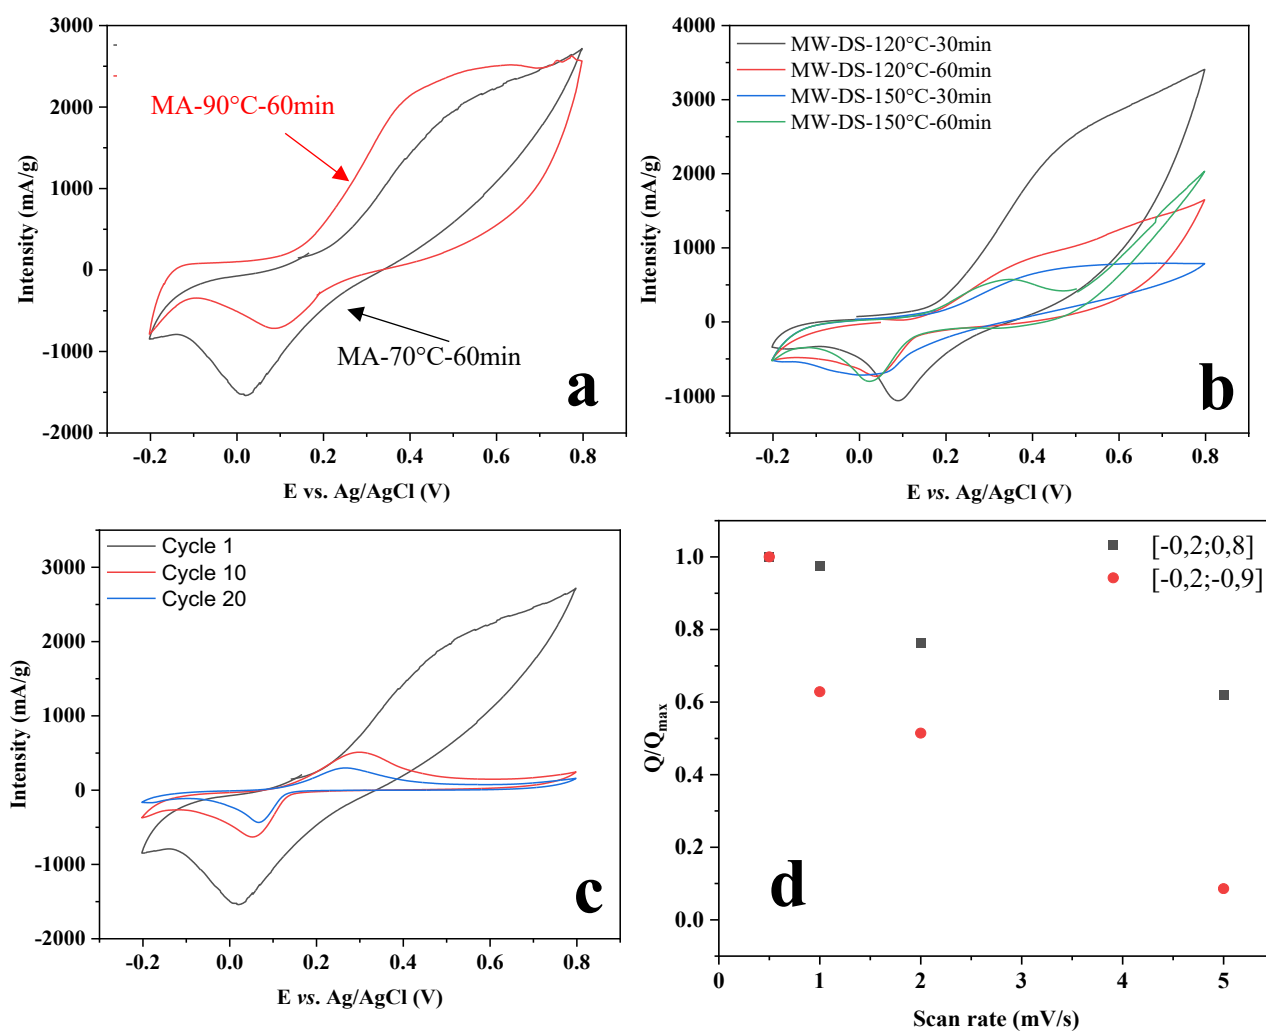 3000
2000
1000
0
-1000
-2000
Intensity (mA/g)
MA-90°C-60min
MA-70°C-60min
a
-0.2 0.0 0.2 0.4 0.6 0.8
E vs. Ag/AgCl (V)
4000
3000
2000
1000
0
-1000
Intensity (mA/g)
MW-DS-120°C-30min
MW-DS-120°C-60min
MW-DS-150°C-30min
MW-DS-150°C-60min
b
-0.2 0.0 0.2 0.4 0.6 0.8
E vs. Ag/AgCl (V)
3000
2000
1000
0
-1000
-2000
Intensity (mA/g)
Cycle 1
Cycle 10
Cycle 20
c
-0.2 0.0 0.2 0.4 0.6 0.8
E vs. Ag/AgCl (V)
1.0
0.8
0.6
0.4
0.2
0.0
Q/Qmax
[-0,2;0,8]
[-0,2;-0,9]
d
0 1 2 3 4 5
Scan rate (mV/s)